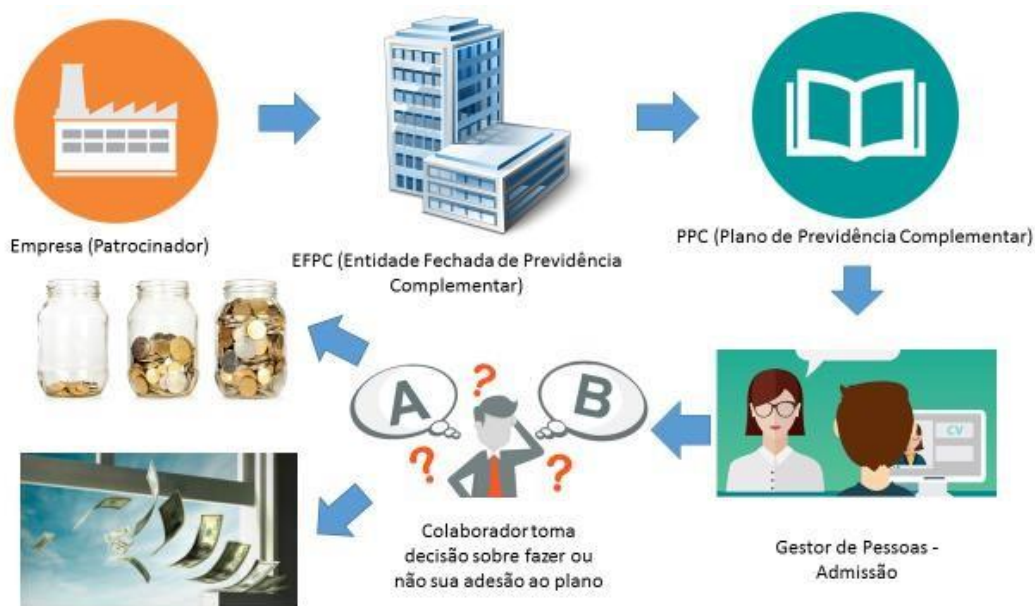 Empresa (Patrocinador)
EFPC (Entidade Fechada de Previdência
Complementar)
PPC (Plano de Previdência Complementar)
A
B
?
?
?
CV
Colaborador toma
decisão sobre fazer ou
não sua adesão ao plano
Gestor de Pessoas -
Admissão